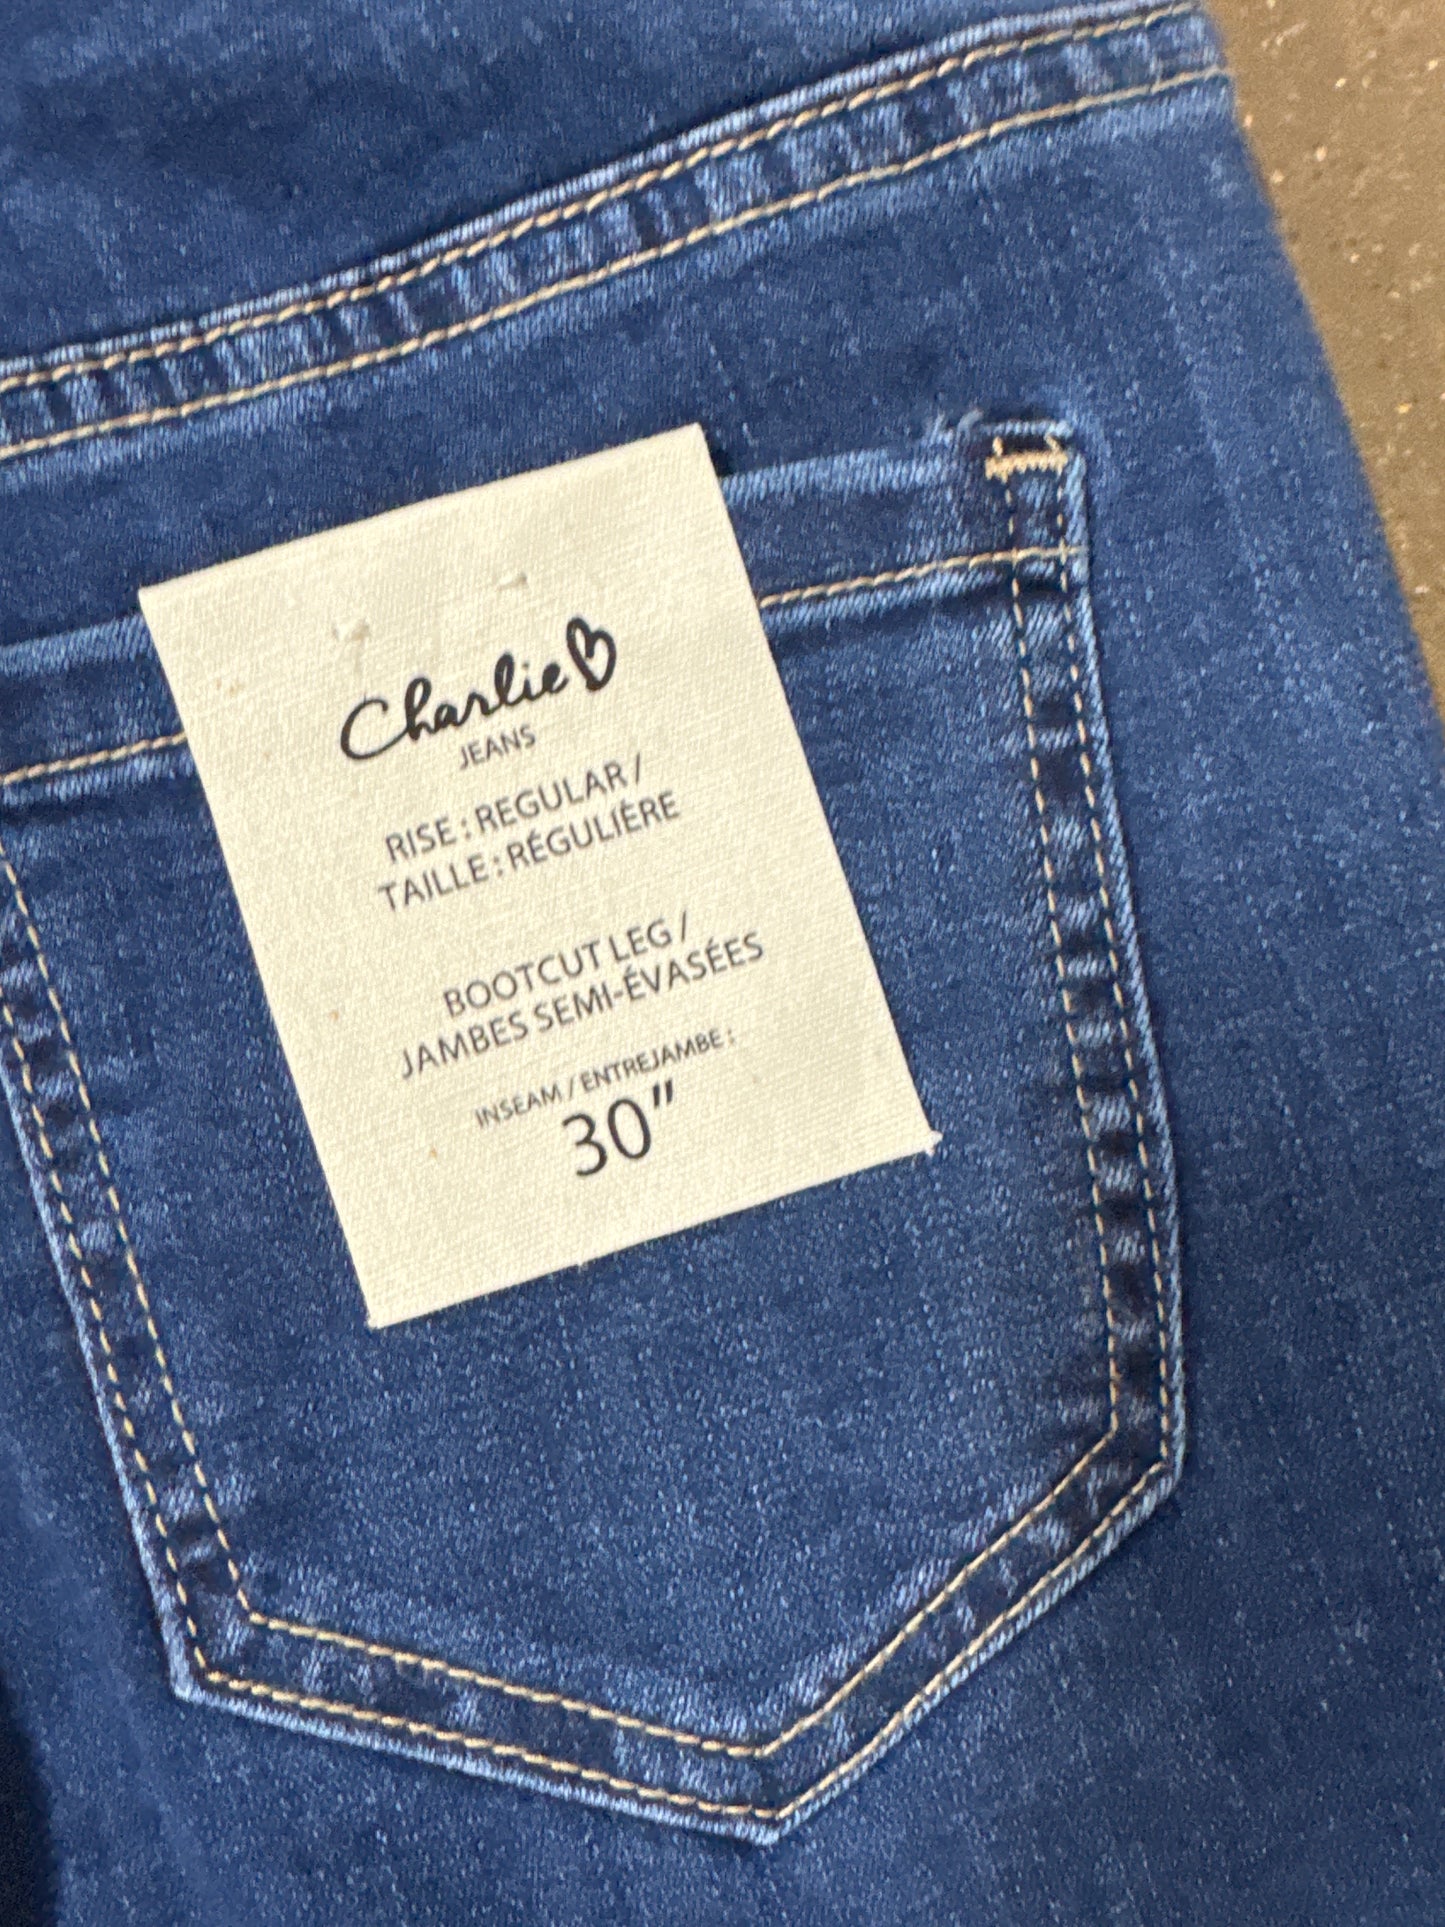 Charlie B
JEANS
RISE : REGULAR /
TAILLE : RÉGULIÈRE
BOOTCUT LEG /
JAMBES SEMI-ÉVASÉES
INSEAM / ENTREJAMBE :
30"